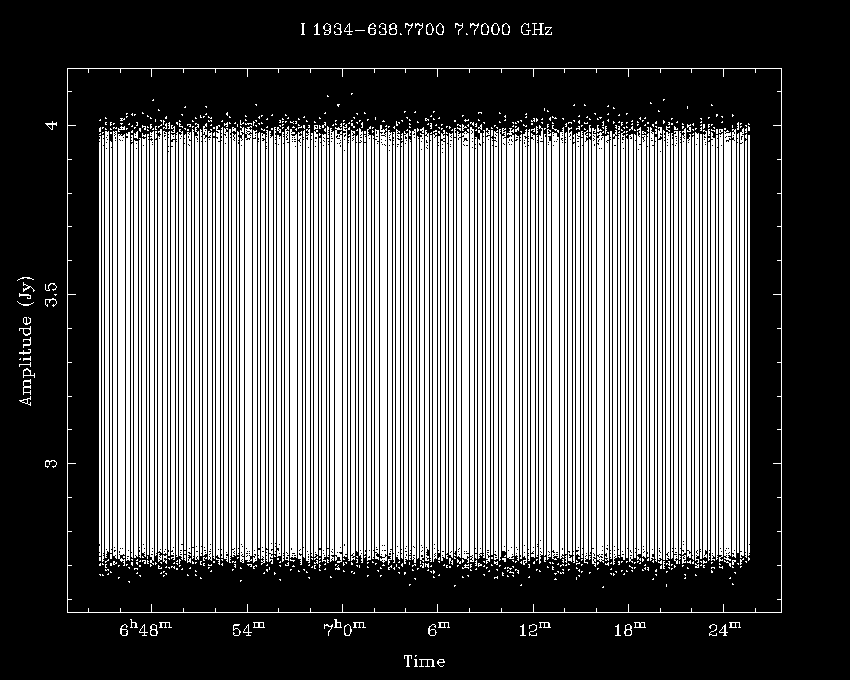 I 1934−638.7700 7.7000 GHz
4
3.5
3
Amplitude (Jy)
6ʰ48ᵐ 54ᵐ 7ʰ0ᵐ 6ᵐ 12ᵐ 18ᵐ 24ᵐ
Time